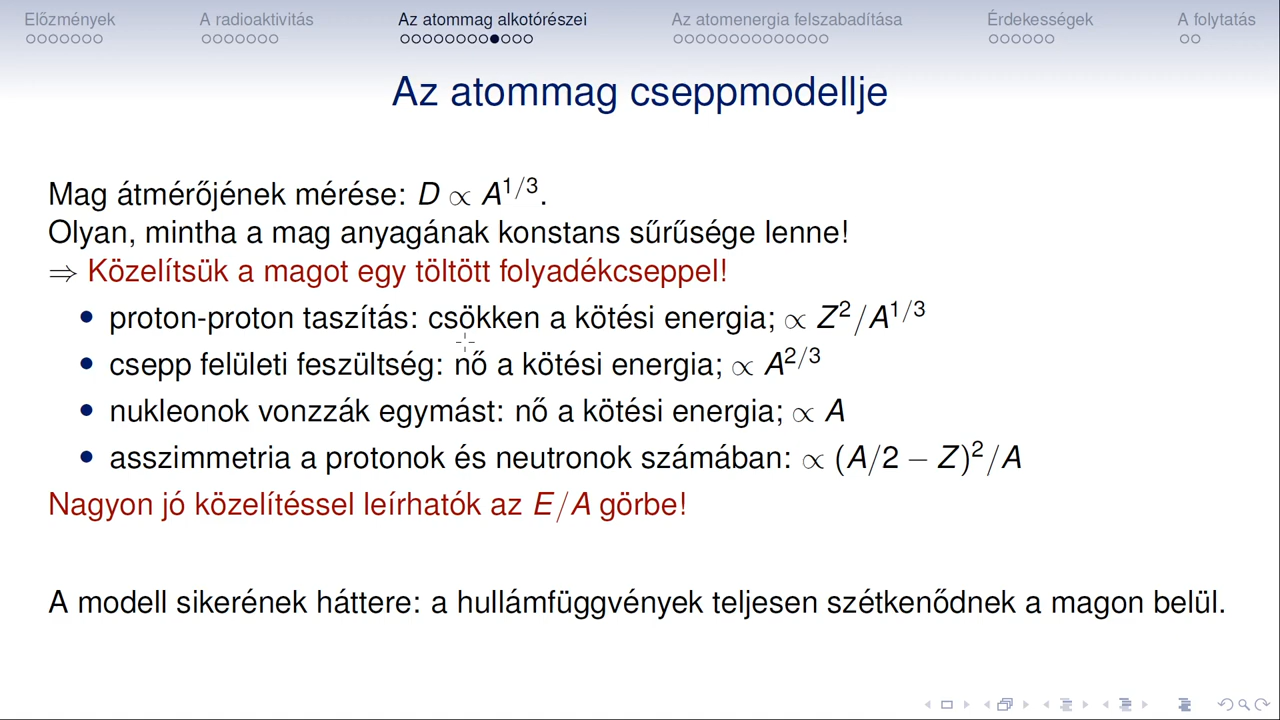 Előzmények
A radioaktivitás
Az atommag alkotórészei
Az atomenergia felszabadítása
Érdekességek
A folytatás
Az atommag cseppmodellje
Mag átmérőjének mérése: D ∝ A^{1/3}.
Olyan, mintha a mag anyagának konstans sűrűsége lenne!
⇒ Közelítsük a magot egy töltött folyadékcseppel!
• proton-proton taszítás: csökken a kötési energia; ∝ Z^2/A^{1/3}
• csepp felületi feszültség: nő a kötési energia; ∝ A^{2/3}
• nukleonok vonzzák egymást: nő a kötési energia; ∝ A
• asszimmetria a protonok és neutronok számában: ∝ (A/2 − Z)^2/A
Nagyon jó közelítéssel leírhatók az E/A görbe!
A modell sikerének háttere: a hullámfüggvények teljesen szétkenődnek a magon belül.